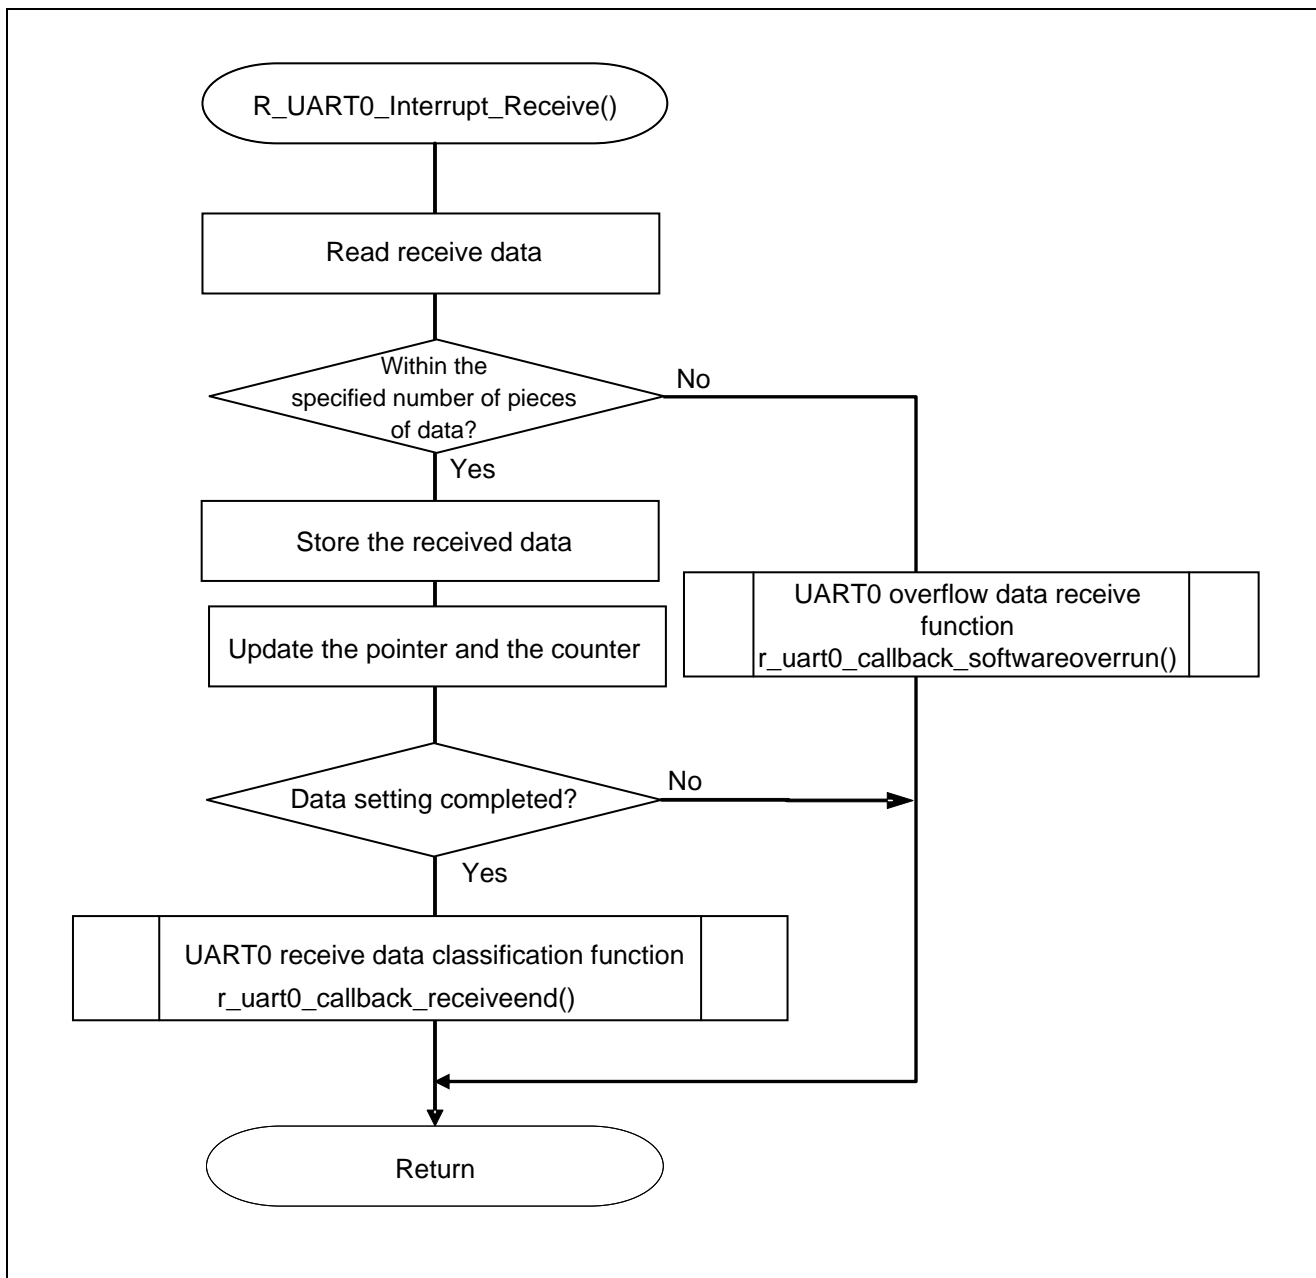 R_UART0_Interrupt_Receive()
Read receive data
Within the
specified number of pieces
of data?
No
Yes
Store the received data
UART0 overflow data receive
function
r_uart0_callback_softwareoverrun()
Update the pointer and the counter
Data setting completed?
No
Yes
UART0 receive data classification function
r_uart0_callback_receiveend()
Return